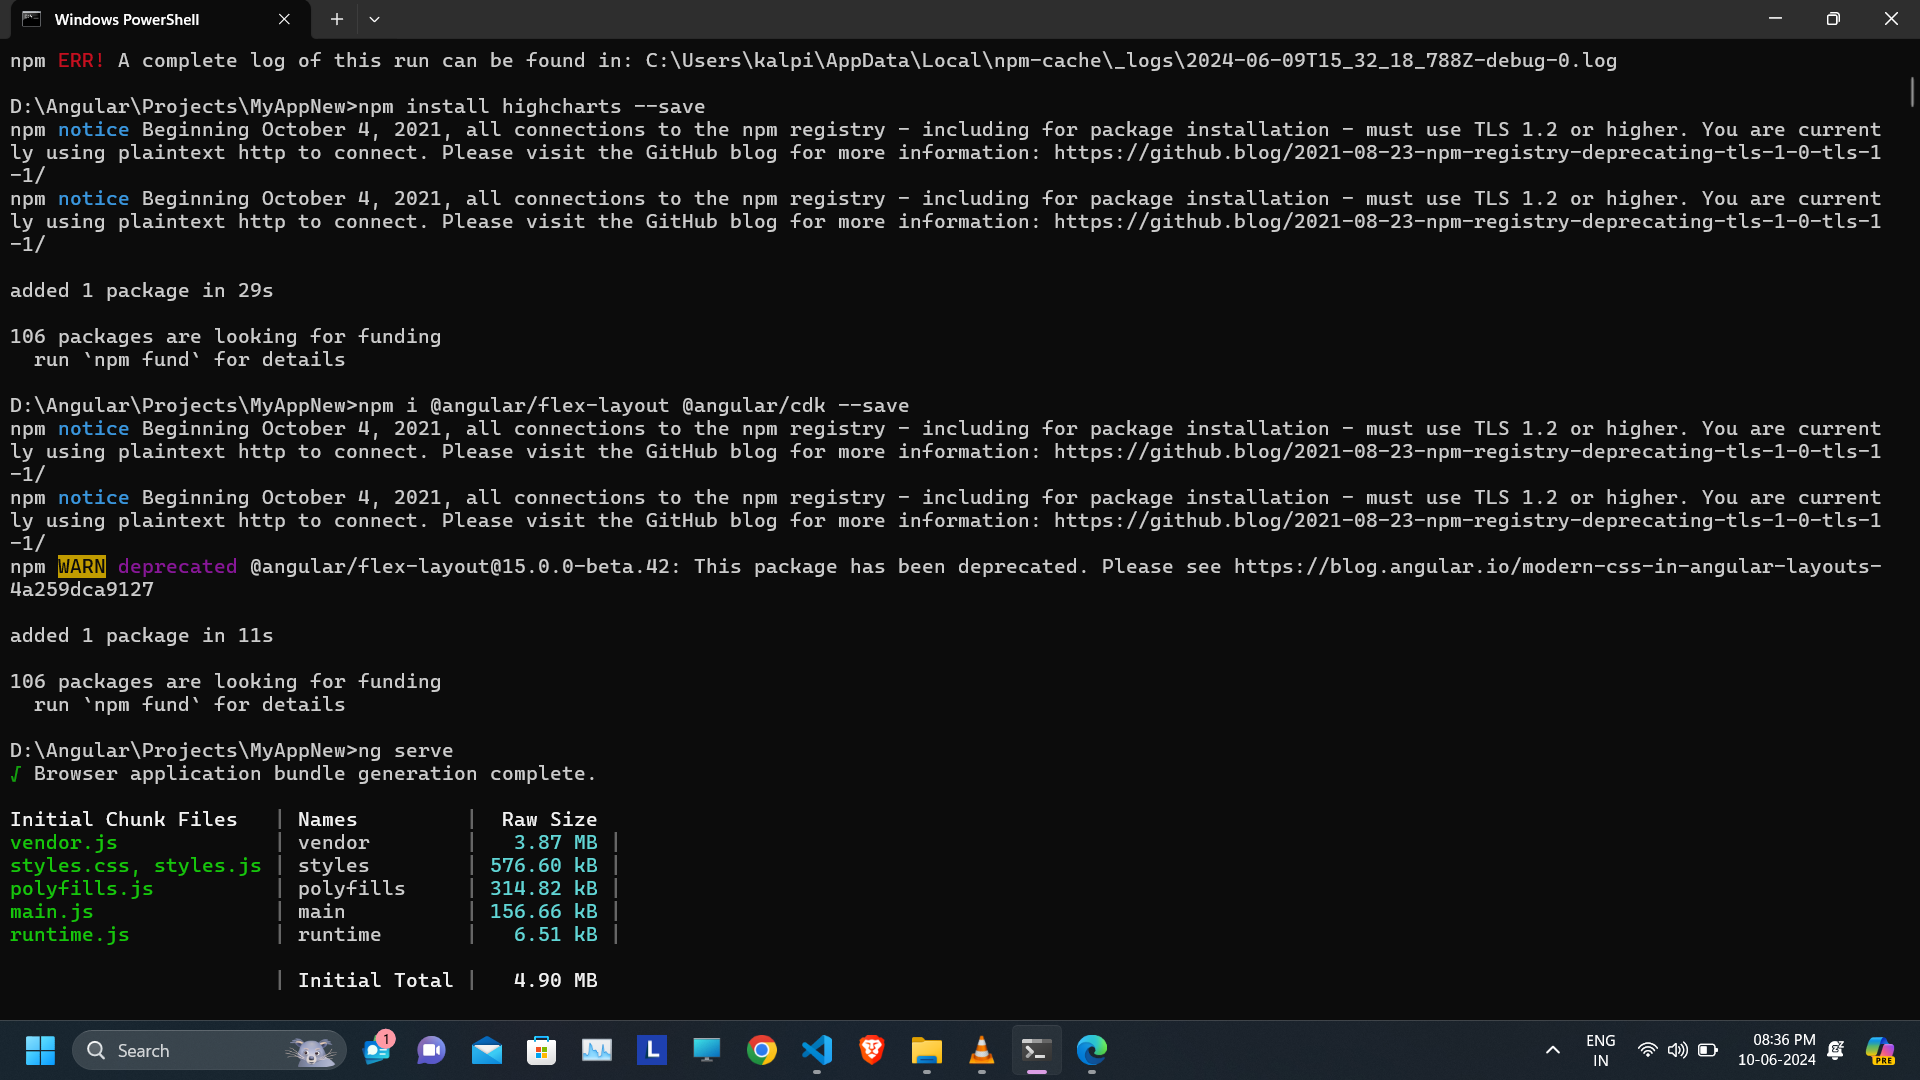 Windows PowerShell
npm ERR! A complete log of this run can be found in: C:\Users\kalpi\AppData\Local\npm-cache\_logs\2024-06-09T15_32_18_788Z-debug-0.log
D:\Angular\Projects\MyAppNew>npm install highcharts --save
npm notice Beginning October 4, 2021, all connections to the npm registry - including for package installation - must use TLS 1.2 or higher. You are current
ly using plaintext http to connect. Please visit the GitHub blog for more information: https://github.blog/2021-08-23-npm-registry-deprecating-tls-1-0-tls-1
-1/
npm notice Beginning October 4, 2021, all connections to the npm registry - including for package installation - must use TLS 1.2 or higher. You are current
ly using plaintext http to connect. Please visit the GitHub blog for more information: https://github.blog/2021-08-23-npm-registry-deprecating-tls-1-0-tls-1
-1/
added 1 package in 29s
106 packages are looking for funding
run `npm fund` for details
D:\Angular\Projects\MyAppNew>npm i @angular/flex-layout @angular/cdk --save
npm notice Beginning October 4, 2021, all connections to the npm registry - including for package installation - must use TLS 1.2 or higher. You are current
ly using plaintext http to connect. Please visit the GitHub blog for more information: https://github.blog/2021-08-23-npm-registry-deprecating-tls-1-0-tls-1
-1/
npm notice Beginning October 4, 2021, all connections to the npm registry - including for package installation - must use TLS 1.2 or higher. You are current
ly using plaintext http to connect. Please visit the GitHub blog for more information: https://github.blog/2021-08-23-npm-registry-deprecating-tls-1-0-tls-1
-1/
npm WARN deprecated @angular/flex-layout@15.0.0-beta.42: This package has been deprecated. Please see https://blog.angular.io/modern-css-in-angular-layouts-
4a259dca9127
added 1 package in 11s
106 packages are looking for funding
run `npm fund` for details
D:\Angular\Projects\MyAppNew>ng serve
√ Browser application bundle generation complete.
Initial Chunk Files | Names | Raw Size
vendor.js | vendor | 3.87 MB |
styles.css, styles.js | styles | 576.60 kB |
polyfills.js | polyfills | 314.82 kB |
main.js | main | 156.66 kB |
runtime.js | runtime | 6.51 kB |
| Initial Total | 4.90 MB
Search
1
L
ENG
IN
08:36 PM
10-06-2024
PRE